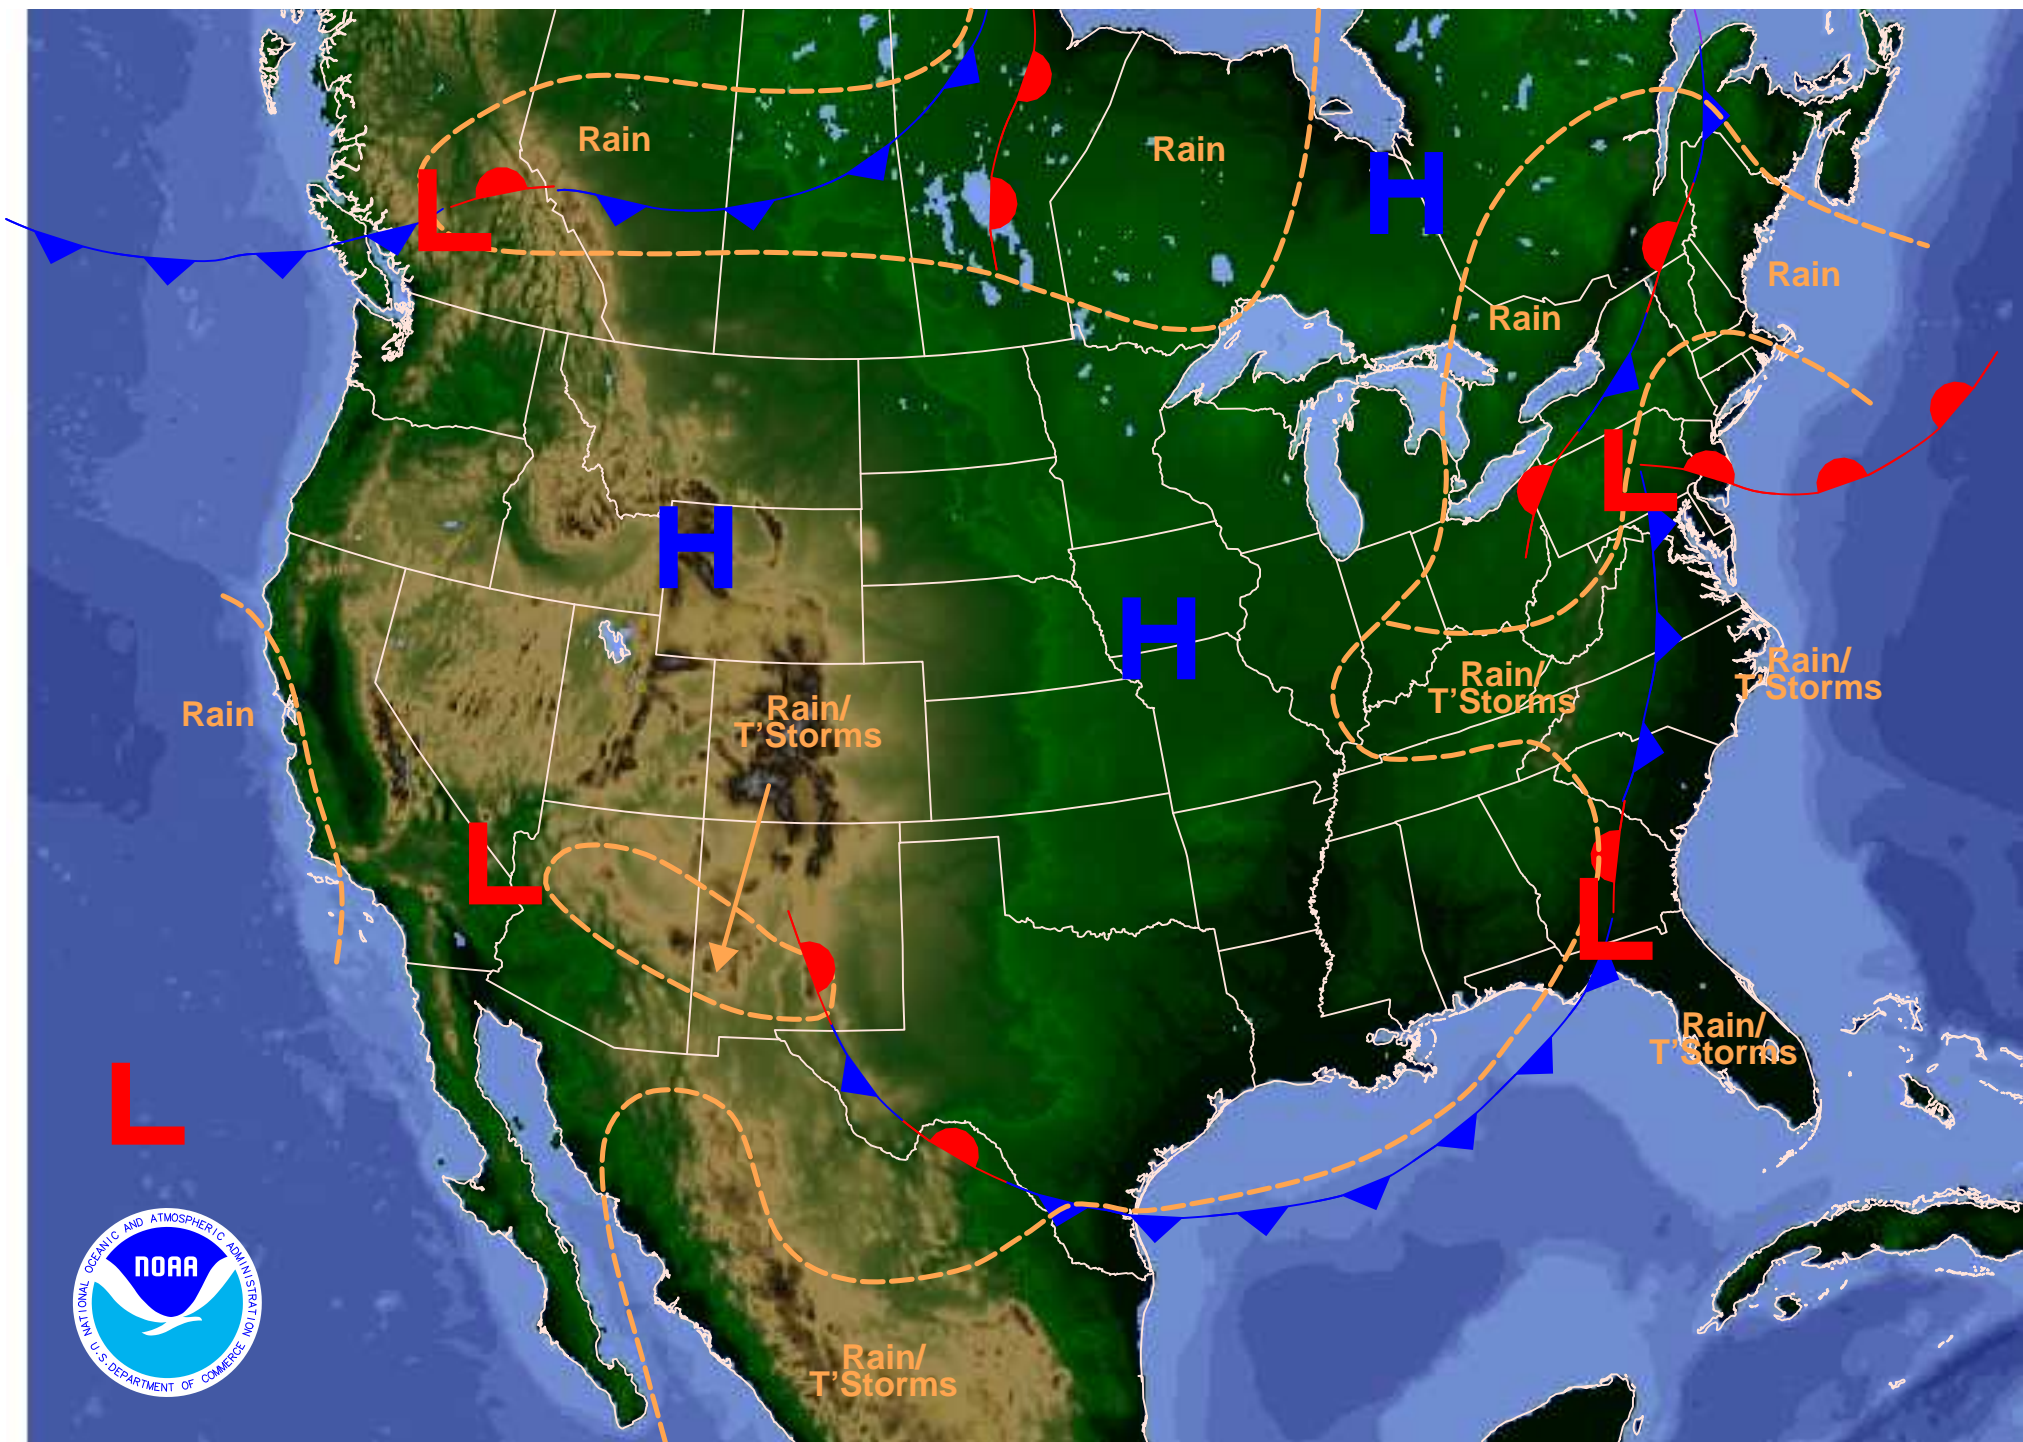 Rain
Rain
H
L
Rain
Rain
L
H
H
Rain/
T'Storms
Rain/
T'Storms
Rain
Rain/
T'Storms
L
L
Rain/
T'Storms
L
NATIONAL OCEANIC AND ATMOSPHERIC ADMINISTRATION
NOAA
U.S. DEPARTMENT OF COMMERCE
Rain/
T'Storms